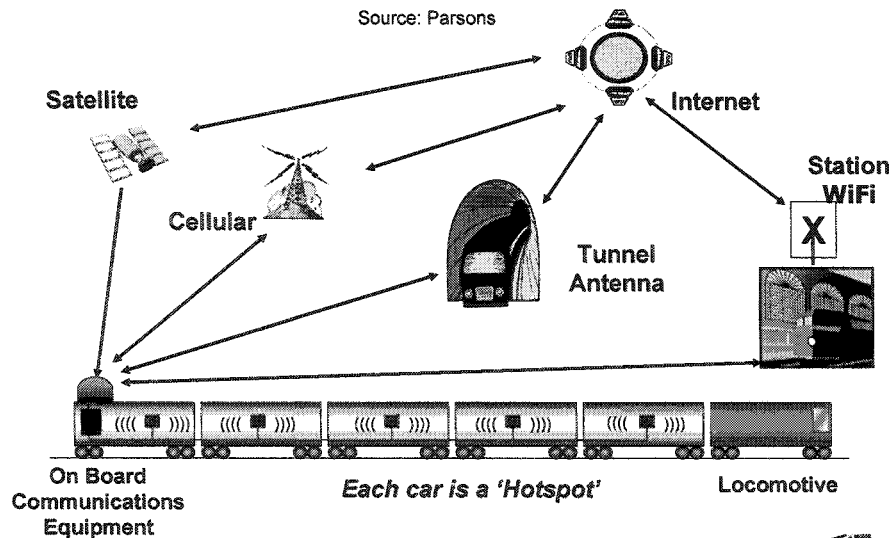 Source: Parsons
Satellite
Internet
Station
WiFi
X
Cellular
Tunnel
Antenna
On Board
Communications
Equipment
Each car is a 'Hotspot'
Locomotive